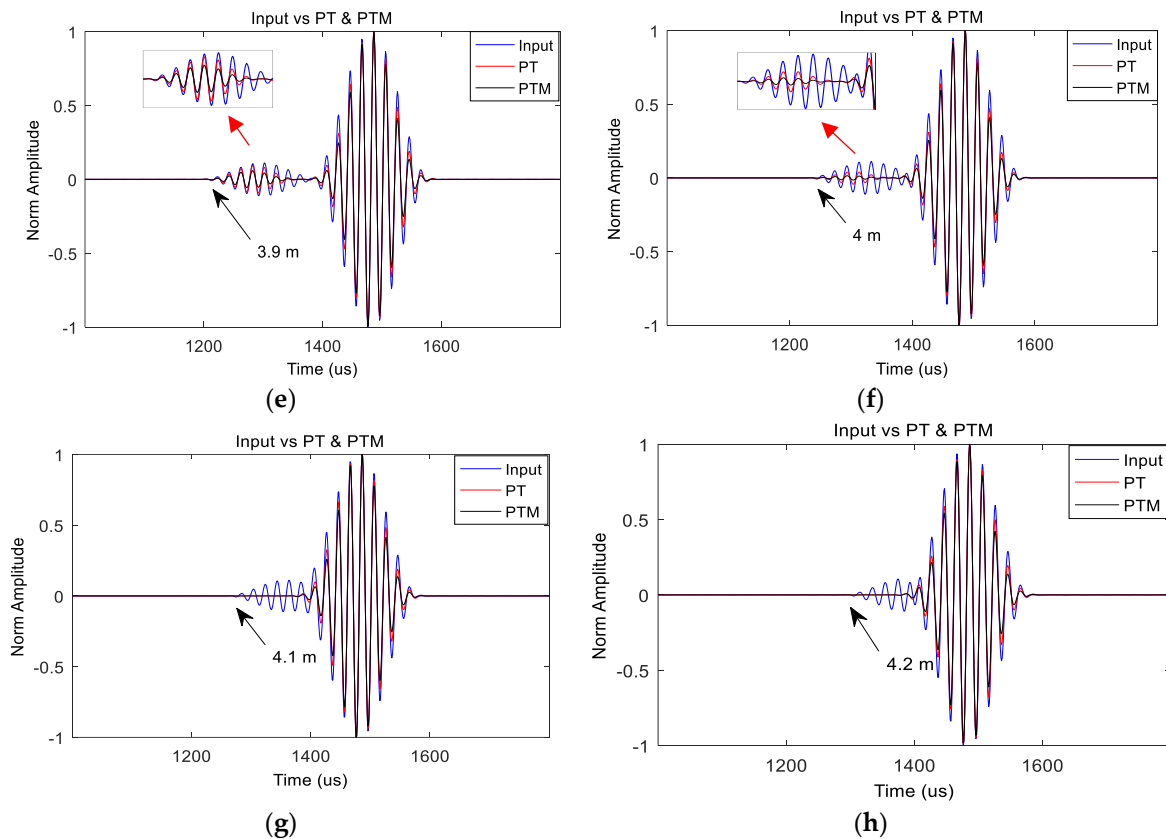 Input vs PT & PTM
Input
PT
PTM
1
0.5
0
-0.5
-1
Norm Amplitude
3.9 m
1200 1400 1600
Time (us)
(e)
Input vs PT & PTM
Input
PT
PTM
1
0.5
0
-0.5
-1
Norm Amplitude
4 m
1200 1400 1600
Time (us)
(f)
Input vs PT & PTM
Input
PT
PTM
1
0.5
0
-0.5
-1
Norm Amplitude
4.1 m
1200 1400 1600
Time (us)
(g)
Input vs PT & PTM
Input
PT
PTM
1
0.5
0
-0.5
-1
Norm Amplitude
4.2 m
1200 1400 1600
Time (us)
(h)